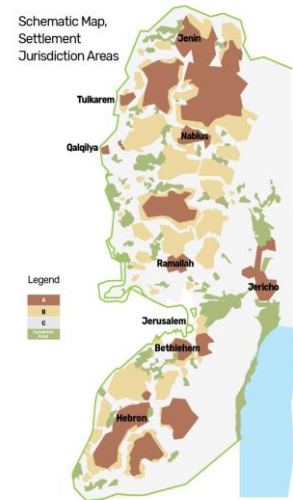 Schematic Map,
Settlement
Jurisdiction Areas
Jenin
Tulkarem
Nablus
Qalqilya
Ramallah
Jericho
Legend
A
B
C
Jerusalem
Bethlehem
Hebron